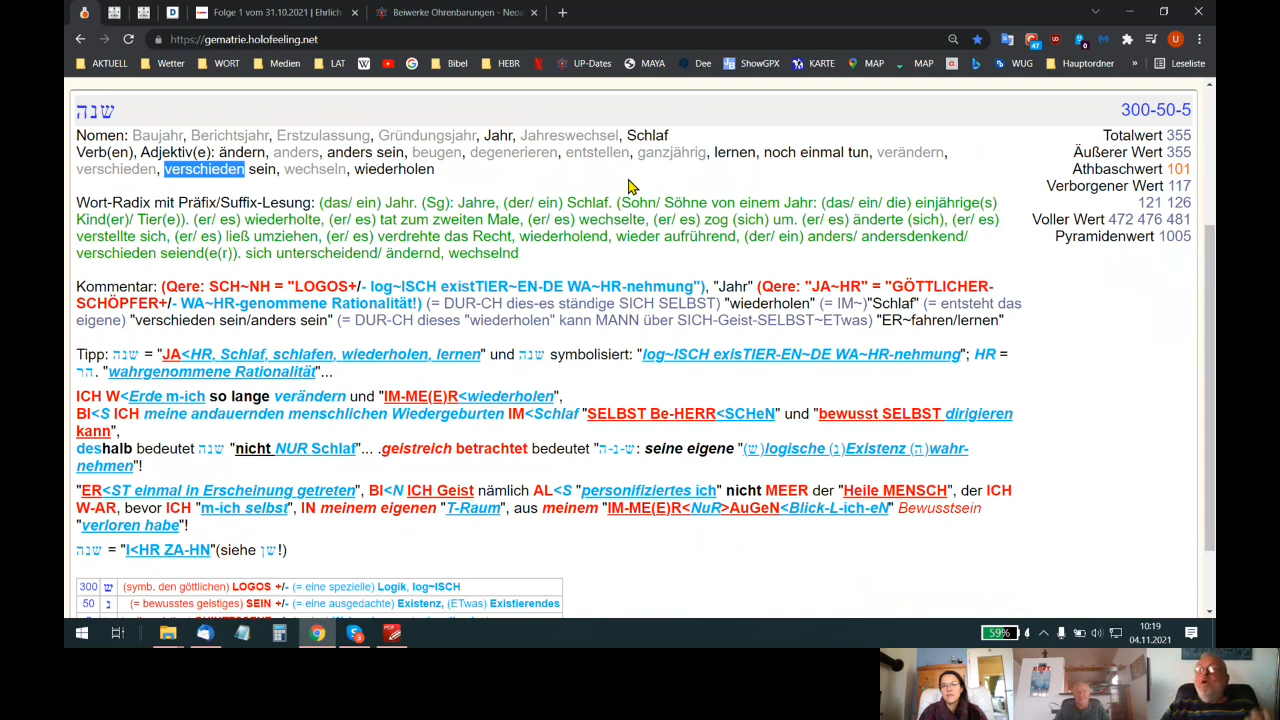 Folge 1 vom 31.10.2021 | Ehrlich
Beiwerke Ohrenbarungen - Neoa
https://gematrie.holofeeling.net
AKTUELL Wetter WORT Medien LAT Bibel HEBR UP-Dates MAYA Dee ShowGPX KARTE MAP MAP WUG Hauptordner » Leseliste
שנה 300-50-5
Nomen: Baujahr, Berichtsjahr, Erstzulassung, Gründungsjahr, Jahr, Jahreswechsel, Schlaf
Verb(en), Adjektiv(e): ändern, anders, anders sein, beugen, degenerieren, entstellen, ganzjährig, lernen, noch einmal tun, verändern,
verschieden, verschieden sein, wechseln, wiederholen
Totalwert 355
Äußerer Wert 355
Athbaschwert 101
Verborgener Wert 117
121 126
Voller Wert 472 476 481
Pyramidenwert 1005
Wort-Radix mit Präfix/Suffix-Lesung: (das/ ein) Jahr. (Sg): Jahre, (der/ ein) Schlaf. (Sohn/ Söhne von einem Jahr: (das/ ein/ die) einjährige(s)
Kind(er)/ Tier(e)). (er/ es) wiederholte, (er/ es) tat zum zweiten Male, (er/ es) wechselte, (er/ es) zog (sich) um. (er/ es) änderte (sich), (er/ es)
verstellte sich, (er/ es) ließ umziehen, (er/ es) verdrehte das Recht, wiederholend, wieder aufrührend, (der/ ein) anders/ andersdenkend/
verschieden seiend(e(r)). sich unterscheidend/ ändernd, wechselnd
Kommentar: (Qere: SCH~NH = "LOGOS+/- log~ISCH existTIER~EN-DE WA~HR-nehmung"), "Jahr" (Qere: "JA~HR" = "GÖTTLICHER-
SCHÖPFER+/- WA~HR-genommene Rationalität!) (= DUR-CH dies-es ständige SICH SELBST) "wiederholen" (= IM~)"Schlaf" (= entsteht das
eigene) "verschieden sein/anders sein" (= DUR-CH dieses "wiederholen" kann MANN über SICH-Geist-SELBST~ETwas) "ER~fahren/lernen"
Tipp: שנה = "JA<HR, Schlaf, schlafen, wiederholen, lernen" und שנה symbolisiert: "log~ISCH exisTIER-EN~DE WA~HR-nehmung"; HR =
הר. "wahrgenommene Rationalität"...
ICH W<Erde m-ich so lange verändern und "IM-ME(E)R<wiederholen",
BI<S ICH meine andauernden menschlichen Wiedergeburten IM<Schlaf "SELBST Be-HERR<SCHeN" und "bewusst SELBST dirigieren
kann",
deshalb bedeutet שנה "nicht NUR Schlaf"... .geistreich betrachtet bedeutet "ש-נ-ה: seine eigene "(ש)logische (נ)Existenz (ה)wahr-
nehmen"!
"ER<ST einmal in Erscheinung getreten", BI<N ICH Geist nämlich AL<S "personifiziertes ich" nicht MEER der "Heile MENSCH", der ICH
W-AR, bevor ICH "m-ich selbst", IN meinem eigenen "T-Raum", aus meinem "IM-ME(E)R<NuR>AuGeN<Blick-L-ich-eN" Bewusstsein
"verloren habe"!
שנה = "I<HR ZA-HN"(siehe שן!)
300 ש (symb. den göttlichen) LOGOS +/- (= eine spezielle) Logik, log~ISCH
50 נ (= bewusstes geistiges) SEIN +/- (= eine ausgedachte) Existenz, (ETwas) Existierendes
59%
10:19
04.11.2021